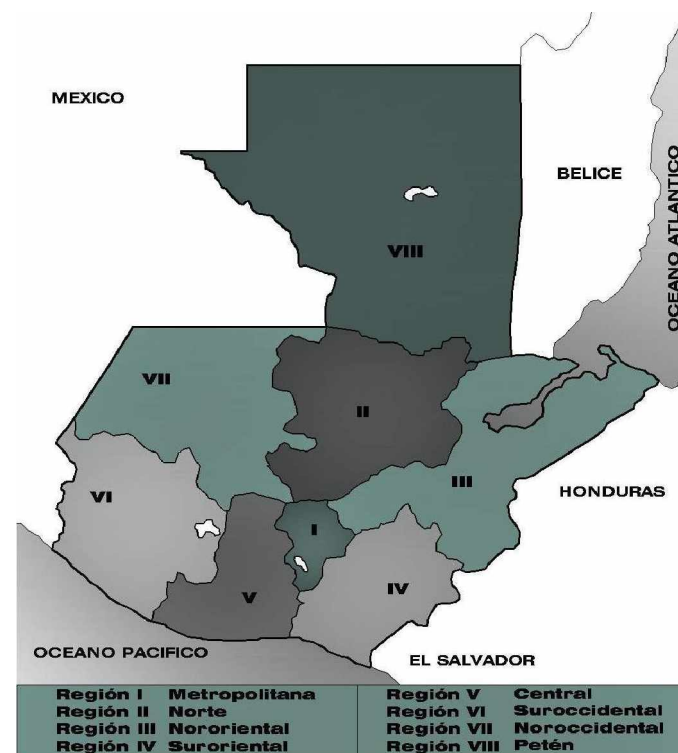 MEXICO
BELICE
OCEANO ATLANTICO
VIII
VII
II
III
VI
HONDURAS
I
IV
V
OCEANO PACIFICO
EL SALVADOR
Región I Metropolitana
Región II Norte
Región III Nororiental
Región IV Suroriental
Región V Central
Región VI Suroccidental
Región VII Noroccidental
Región VIII Petén